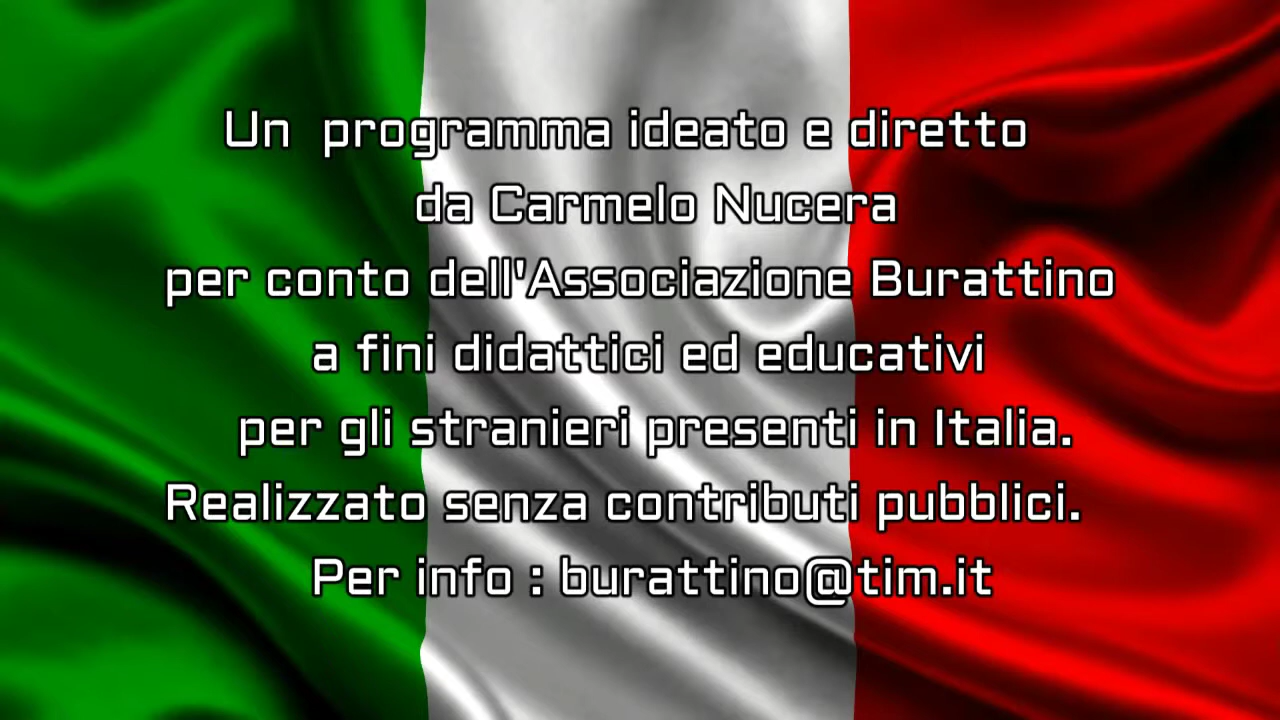 Un  programma ideato e diretto
da Carmelo Nucera
per conto dell'Associazione Burattino
a fini didattici ed educativi
per gli stranieri presenti in Italia.
Realizzato senza contributi pubblici.
Per info : burattino@tim.it